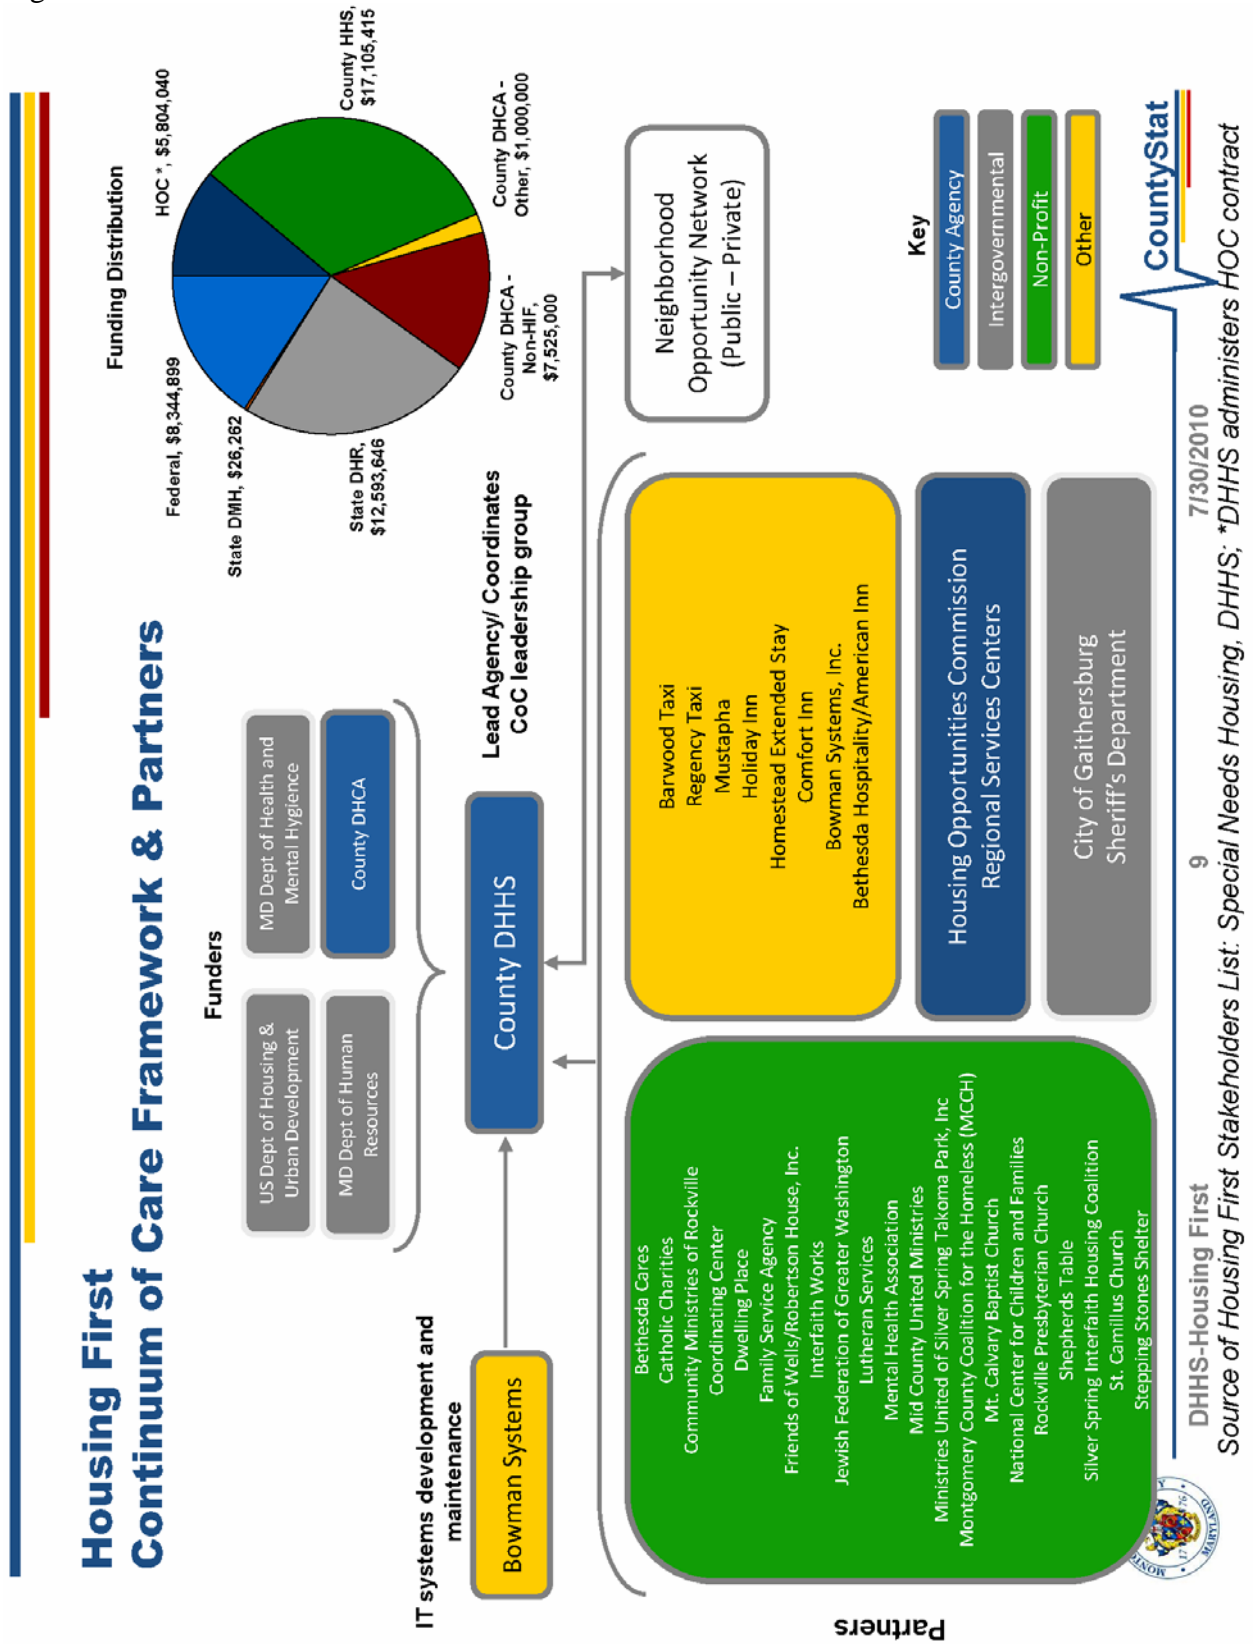 Housing First
Continuum of Care Framework & Partners
Funders
US Dept of Housing &
Urban Development
MD Dept of Health and
Mental Hygiene
MD Dept of Human
Resources
County DHCA
Funding Distribution
Federal, $8,344,899
HOC *, $5,804,040
State DMH, $26,262
County HHS,
$17,105,415
State DHR,
$12,593,646
County DHCA -
Non-HIF,
$7,525,000
County DHCA -
Other, $1,000,000
IT systems development and
maintenance
Bowman Systems
County DHHS
Lead Agency/ Coordinates
CoC leadership group
Neighborhood
Opportunity Network
(Public – Private)
Partners
Bethesda Cares
Catholic Charities
Community Ministries of Rockville
Coordinating Center
Dwelling Place
Family Service Agency
Friends of Wells/Robertson House, Inc.
Interfaith Works
Jewish Federation of Greater Washington
Lutheran Services
Mental Health Association
Mid County United Ministries
Ministries United of Silver Spring Takoma Park, Inc
Montgomery County Coalition for the Homeless (MCCH)
Mt. Calvary Baptist Church
National Center for Children and Families
Rockville Presbyterian Church
Shepherds Table
Silver Spring Interfaith Housing Coalition
St. Camillus Church
Stepping Stones Shelter
Barwood Taxi
Regency Taxi
Mustapha
Holiday Inn
Homestead Extended Stay
Comfort Inn
Bowman Systems, Inc.
Bethesda Hospitality/American Inn
Housing Opportunities Commission
Regional Services Centers
City of Gaithersburg
Sheriff's Department
Key
County Agency
Intergovernmental
Non-Profit
Other
CountyStat
DHHS-Housing First
9
7/30/2010
Source of Housing First Stakeholders List: Special Needs Housing, DHHS; *DHHS administers HOC contract
17 76
MARYLAND